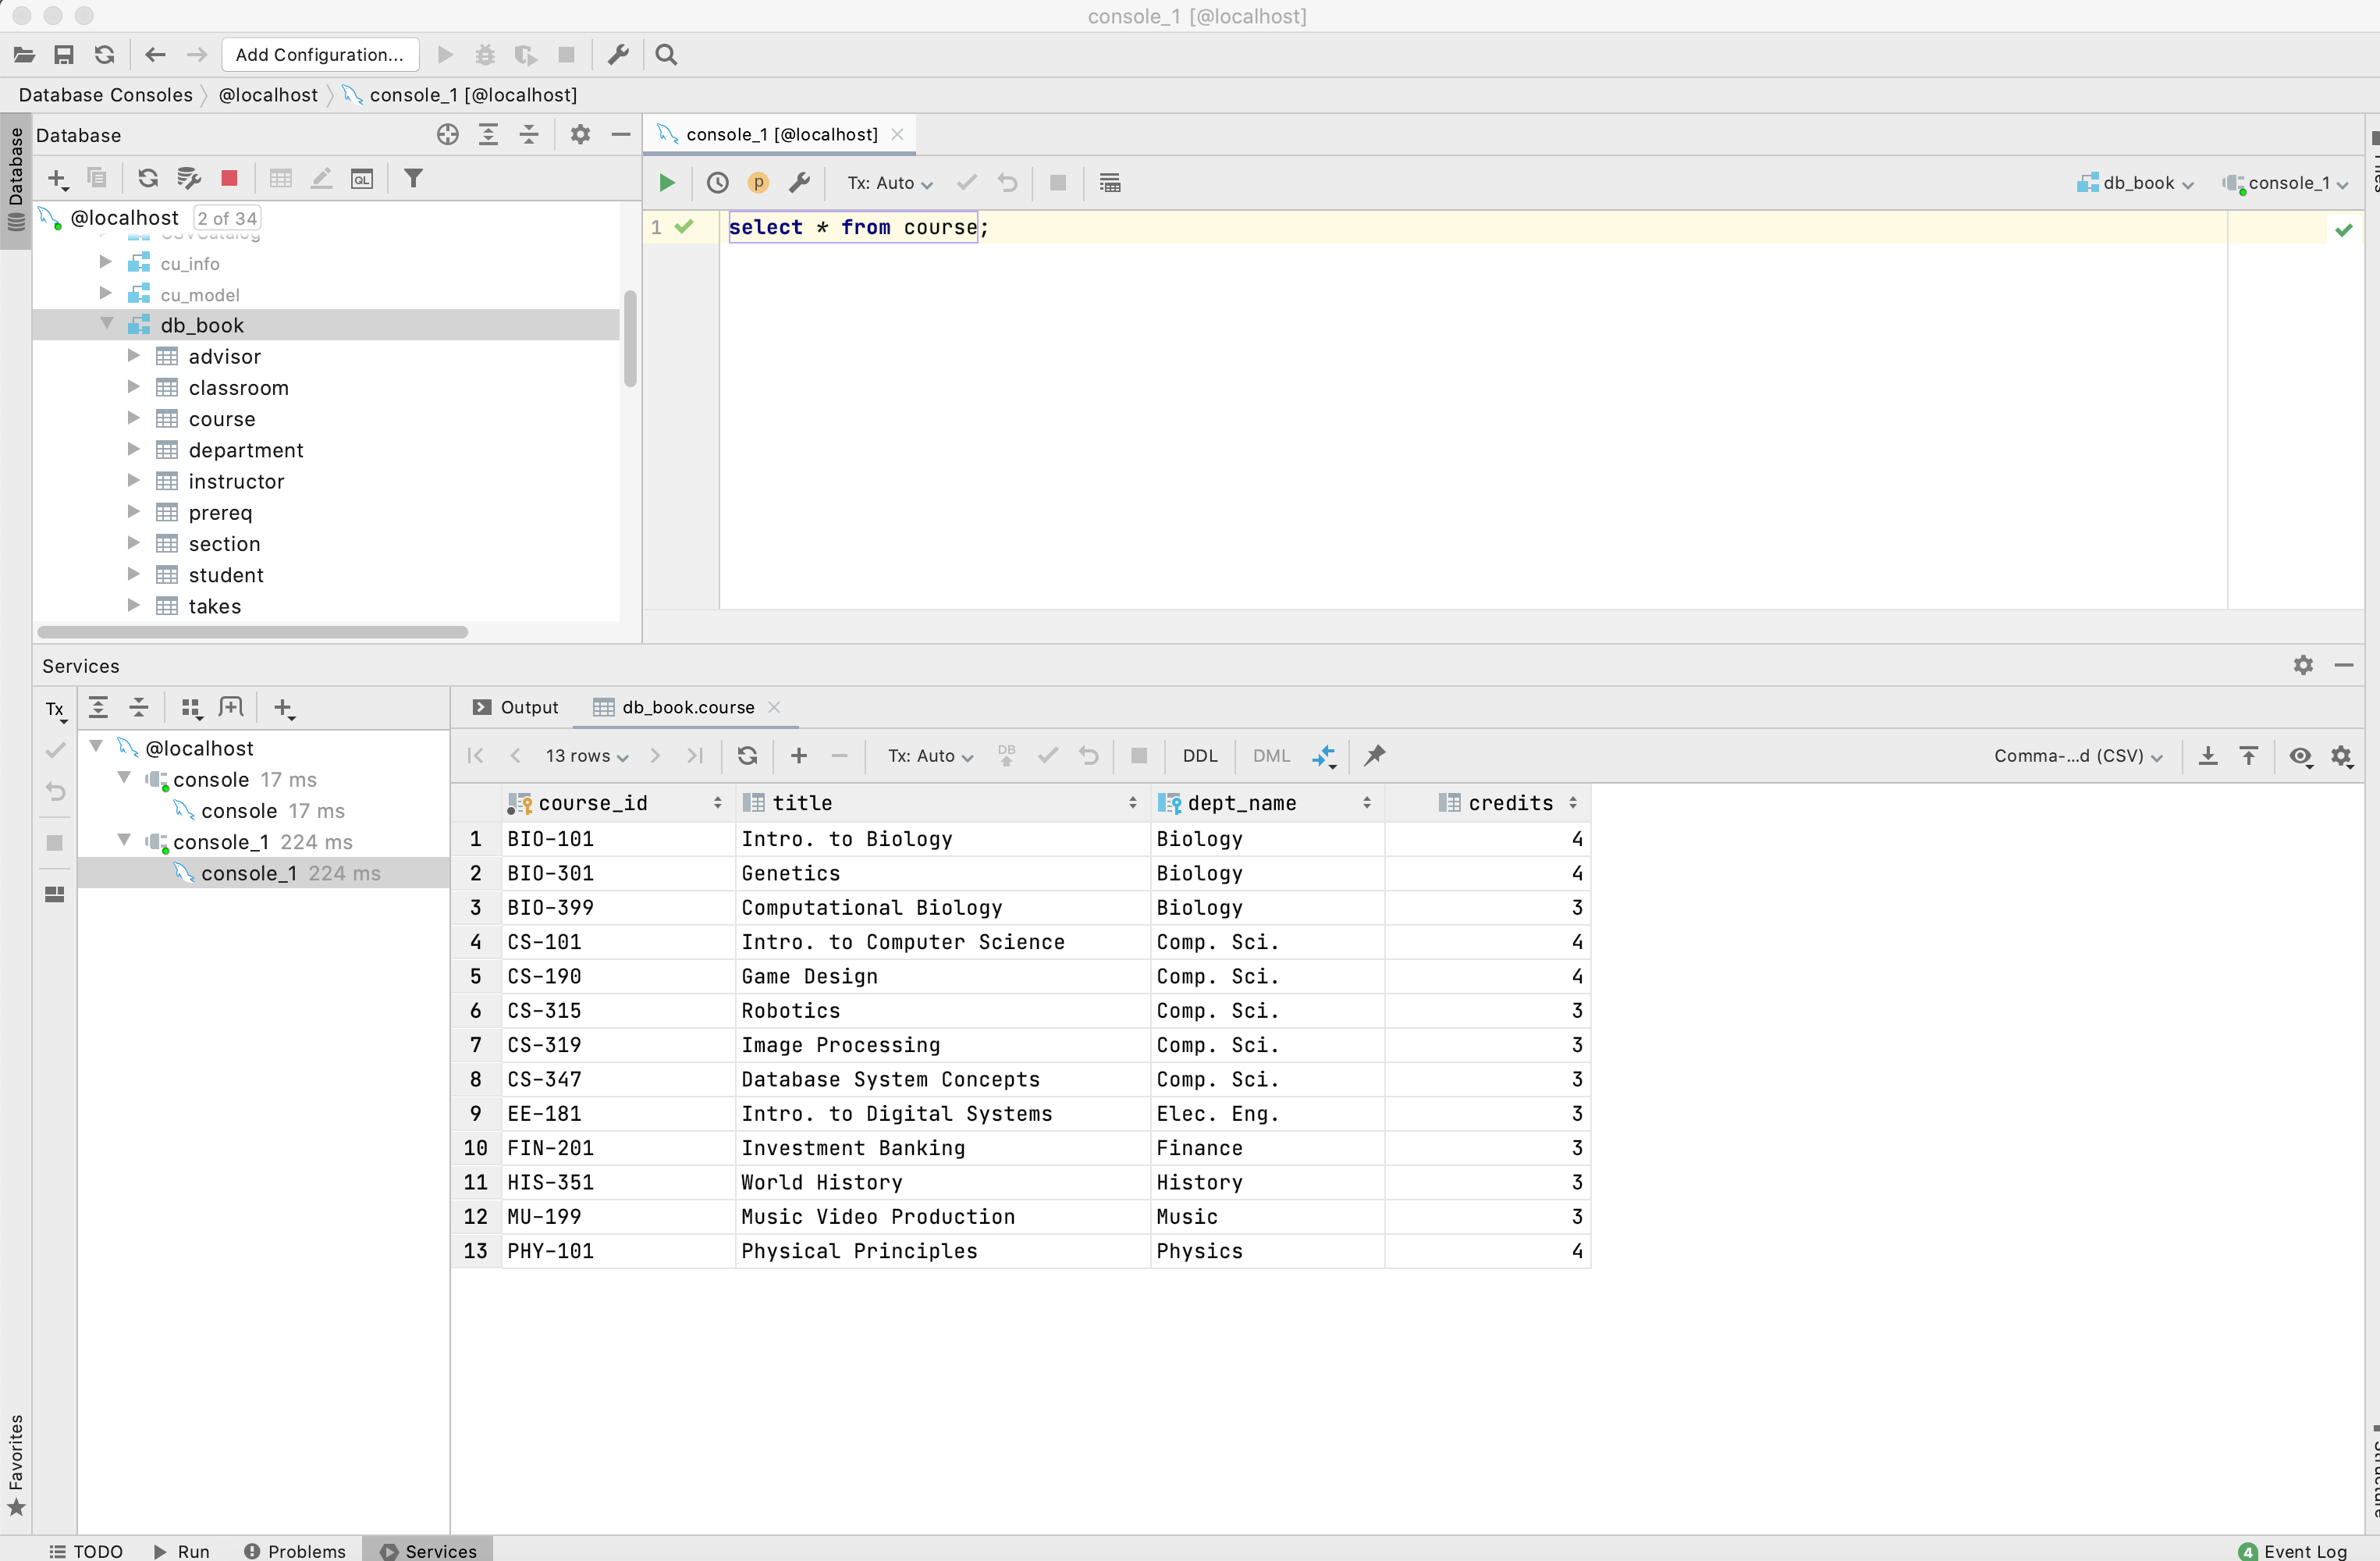 console_1 [@localhost]
Add Configuration...
Database Consoles @localhost console_1 [@localhost]
Database
Database
console_1 [@localhost]
QL
p
Tx: Auto
db_book
console_1
@localhost 2 of 34
cu_info
cu_model
db_book
advisor
classroom
course
department
instructor
prereq
section
student
takes
1 select * from course;
Services
Tx
@localhost
console 17 ms
console 17 ms
console_1 224 ms
console_1 224 ms
Output
db_book.course
13 rows
Tx: Auto
DB
DDL
DML
Comma-...d (CSV)
course_id title dept_name credits
1 BIO-101 Intro. to Biology Biology 4
2 BIO-301 Genetics Biology 4
3 BIO-399 Computational Biology Biology 3
4 CS-101 Intro. to Computer Science Comp. Sci. 4
5 CS-190 Game Design Comp. Sci. 4
6 CS-315 Robotics Comp. Sci. 3
7 CS-319 Image Processing Comp. Sci. 3
8 CS-347 Database System Concepts Comp. Sci. 3
9 EE-181 Intro. to Digital Systems Elec. Eng. 3
10 FIN-201 Investment Banking Finance 3
11 HIS-351 World History History 3
12 MU-199 Music Video Production Music 3
13 PHY-101 Physical Principles Physics 4
Favorites
TODO
Run
Problems
Services
4 Event Log